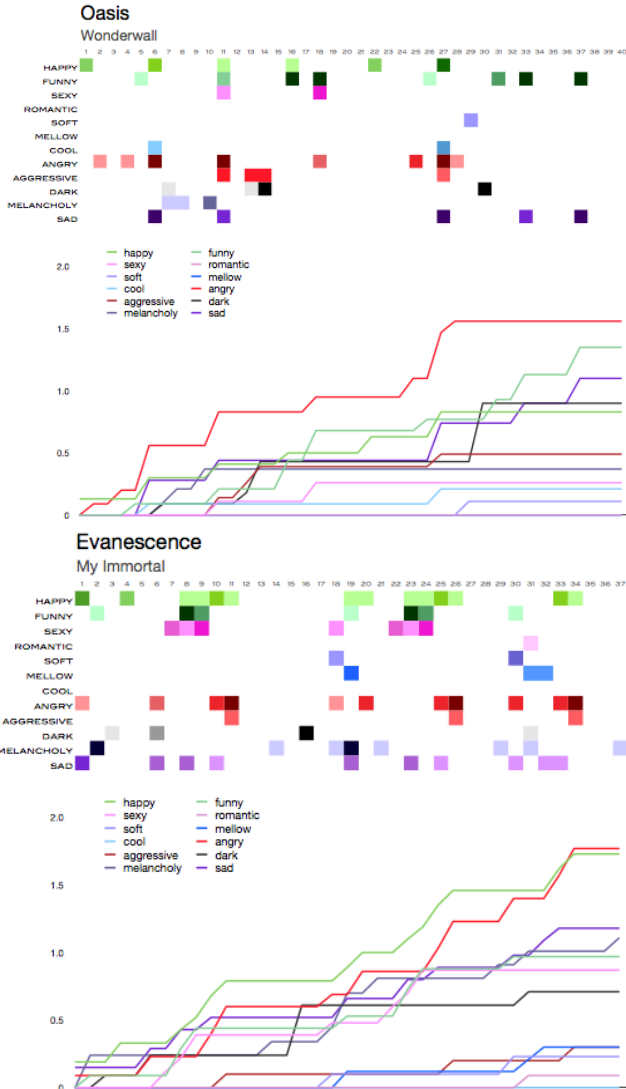 Oasis
Wonderwall
1 2 3 4 5 6 7 8 9 10 11 12 13 14 15 16 17 18 19 20 21 22 23 24 25 26 27 28 29 30 31 32 33 34 35 36 37 38 39 40
HAPPY
FUNNY
SEXY
ROMANTIC
SOFT
MELLOW
COOL
ANGRY
AGGRESSIVE
DARK
MELANCHOLY
SAD
happy funny
sexy romantic
soft mellow
cool angry
aggressive dark
melancholy sad
2.0
1.5
1.0
0.5
0
Evanescence
My Immortal
1 2 3 4 5 6 7 8 9 10 11 12 13 14 15 16 17 18 19 20 21 22 23 24 25 26 27 28 29 30 31 32 33 34 35 36 37
HAPPY
FUNNY
SEXY
ROMANTIC
SOFT
MELLOW
COOL
ANGRY
AGGRESSIVE
DARK
MELANCHOLY
SAD
happy funny
sexy romantic
soft mellow
cool angry
aggressive dark
melancholy sad
2.0
1.5
1.0
0.5
0